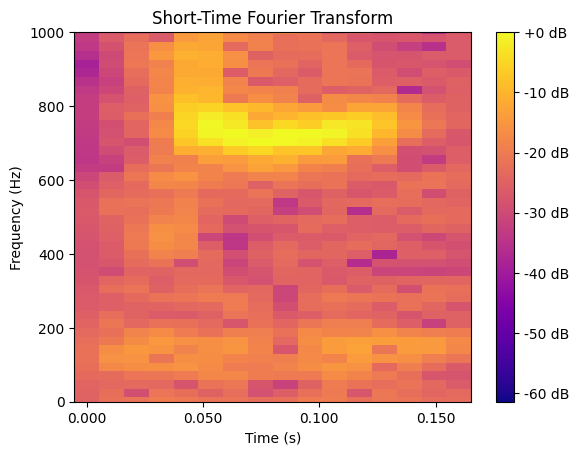 Short-Time Fourier Transform
Frequency (Hz)
1000
800
600
400
200
0
0.000
0.050
0.100
0.150
Time (s)
+0 dB
-10 dB
-20 dB
-30 dB
-40 dB
-50 dB
-60 dB